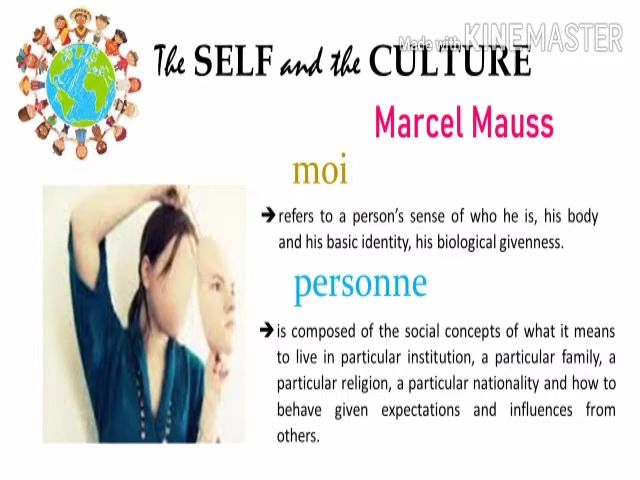 Made with KINEMASTER
The SELF and the CULTURE
Marcel Mauss
moi
➔ refers to a person's sense of who he is, his body
and his basic identity, his biological givenness.
personne
➔ is composed of the social concepts of what it means
to live in particular institution, a particular family, a
particular religion, a particular nationality and how to
behave given expectations and influences from
others.